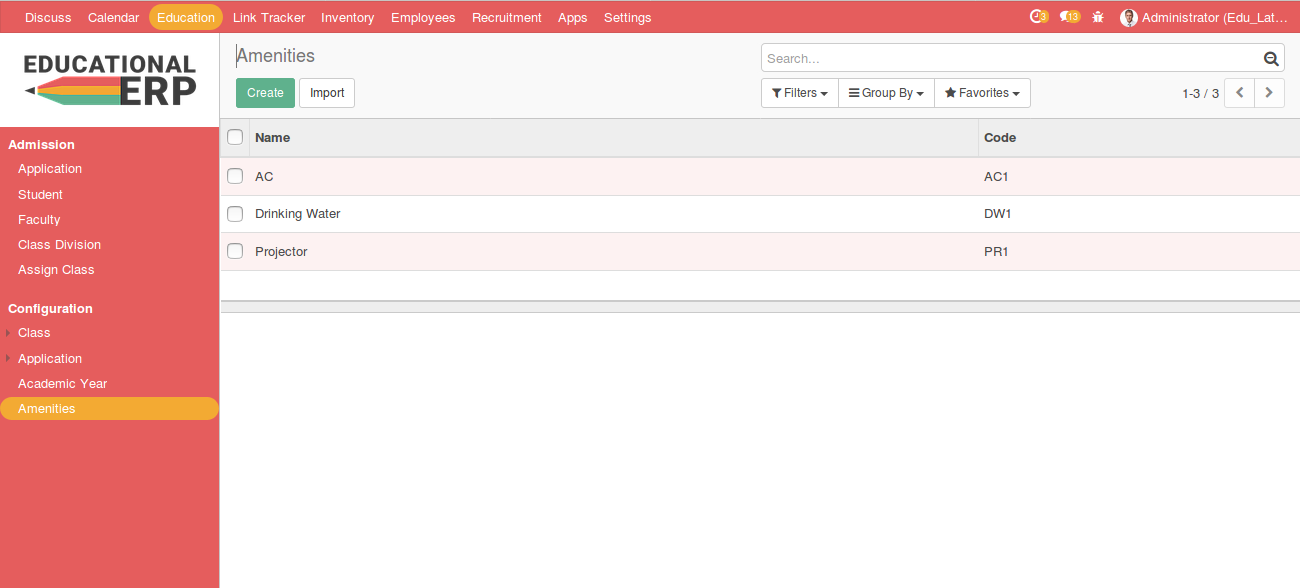 Discuss Calendar Education Link Tracker Inventory Employees Recruitment Apps Settings 3 13 Administrator (Edu_Lat...
EDUCATIONAL
ERP
Admission
Application
Student
Faculty
Class Division
Assign Class
Configuration
Class
Application
Academic Year
Amenities
Amenities
Search...
Create Import
Filters Group By Favorites 1-3 / 3
Name Code
AC AC1
Drinking Water DW1
Projector PR1